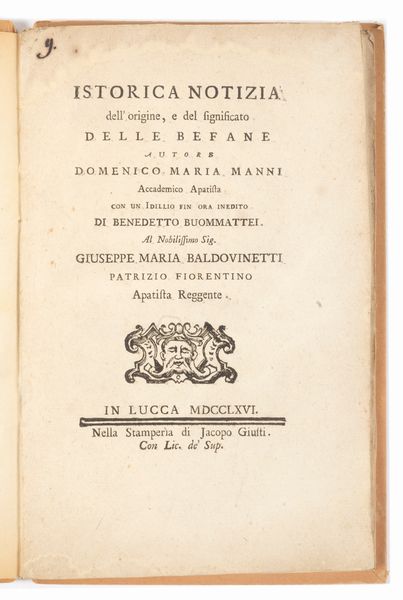 9.
ISTORICA NOTIZIA
dell' origine, e del significato
DELLE BEFANE
AUTORE
DOMENICO MARIA MANNI
Accademico Apatista
CON UN IDILLIO FIN ORA INEDITO
DI BENEDETTO BUOMMATTEI.
Al Nobilissimo Sig.
GIUSEPPE MARIA BALDOVINETTI
PATRIZIO FIORENTINO
Apatista Reggente.
IN LUCCA MDCCLXVI.
Nella Stamperìa di Jacopo Giusti.
Con Lic. de' Sup.